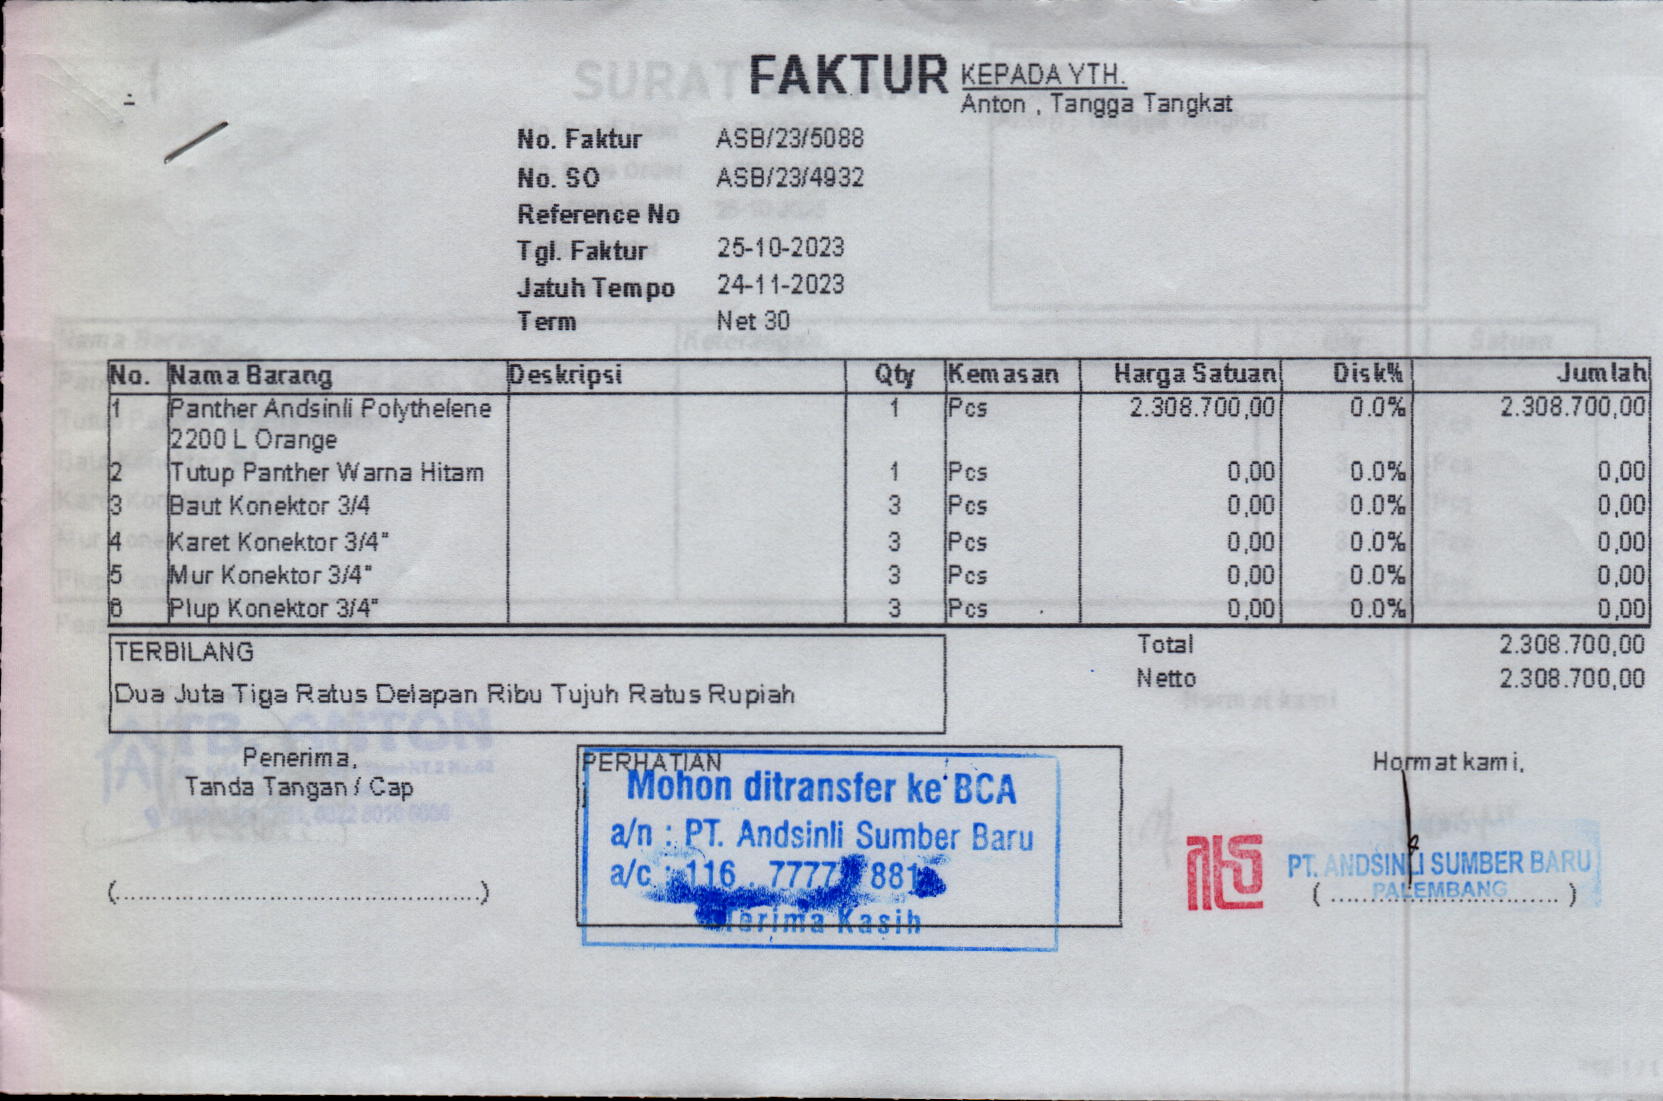 FAKTUR
KEPADA YTH.
Anton , Tangga Tangkat
No. Faktur ASB/23/5088
No. SO ASB/23/4932
Reference No
Tgl. Faktur 25-10-2023
Jatuh Tempo 24-11-2023
Term Net 30
No. Nama Barang Deskripsi Qty Kemasan Harga Satuan Disk% Jumlah
1 Panther Andsinli Polythelene 1 Pcs 2.308.700,00 0.0% 2.308.700,00
2200 L Orange
2 Tutup Panther Warna Hitam 1 Pcs 0,00 0.0% 0,00
3 Baut Konektor 3/4 3 Pcs 0,00 0.0% 0,00
4 Karet Konektor 3/4" 3 Pcs 0,00 0.0% 0,00
5 Mur Konektor 3/4" 3 Pcs 0,00 0.0% 0,00
6 Plup Konektor 3/4" 3 Pcs 0,00 0.0% 0,00
TERBILANG
Dua Juta Tiga Ratus Delapan Ribu Tujuh Ratus Rupiah
Total 2.308.700,00
Netto 2.308.700,00
Penerima,
Tanda Tangan / Cap
(..............................................)
PERHATIAN
Mohon ditransfer ke BCA
a/n : PT. Andsinli Sumber Baru
a/c : 116 . 7777
Terima Kasih
Hormat kami,
PT. ANDSINLI SUMBER BARU
PALEMBANG
(.............................)
TB. ANTON
SURAT